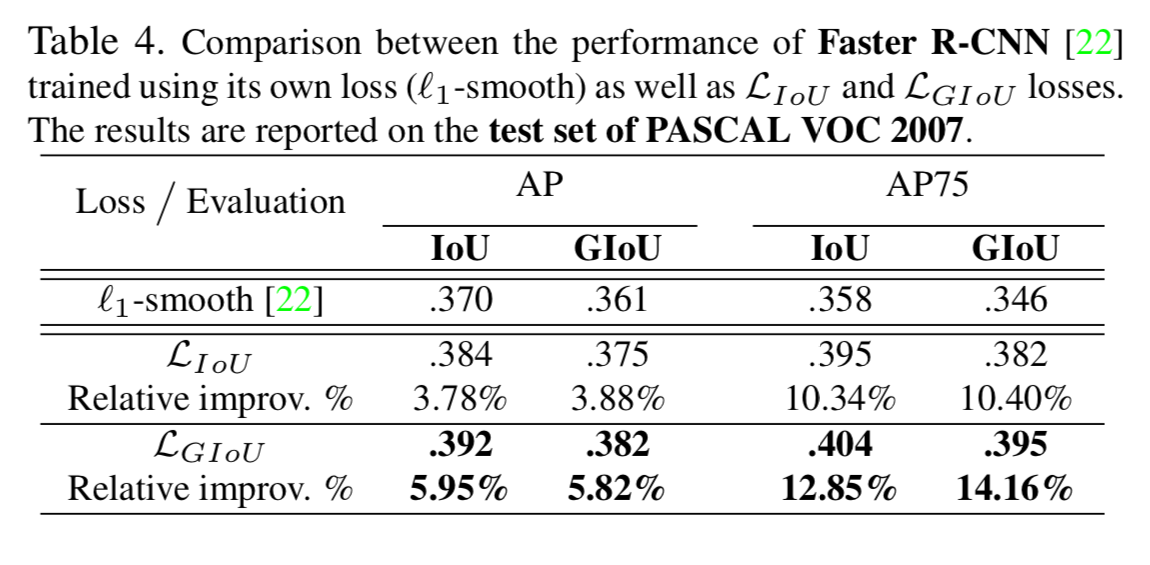 Table 4. Comparison between the performance of Faster R-CNN [22]
trained using its own loss (ℓ₁-smooth) as well as ℒ_IoU and ℒ_GIoU losses.
The results are reported on the test set of PASCAL VOC 2007.
Loss / Evaluation AP AP75
IoU GIoU IoU GIoU
ℓ₁-smooth [22] .370 .361 .358 .346
ℒ_IoU .384 .375 .395 .382
Relative improv. % 3.78% 3.88% 10.34% 10.40%
ℒ_GIoU .392 .382 .404 .395
Relative improv. % 5.95% 5.82% 12.85% 14.16%